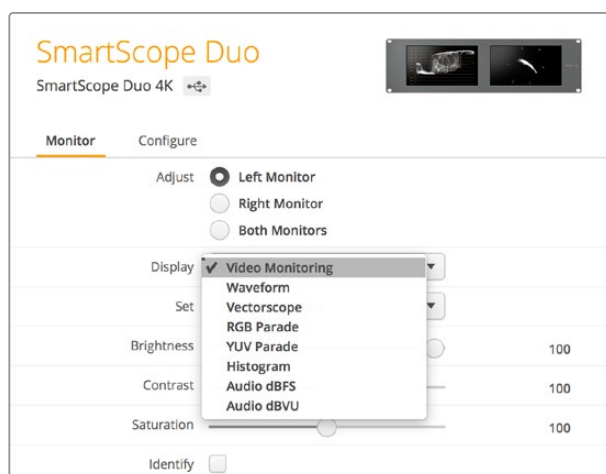 SmartScope Duo
SmartScope Duo 4K
Monitor Configure
Adjust Left Monitor
Right Monitor
Both Monitors
Display ✓ Video Monitoring
Waveform
Set Vectorscope
RGB Parade
Brightness YUV Parade 100
Histogram
Contrast Audio dBFS 100
Audio dBVU
Saturation 100
Identify